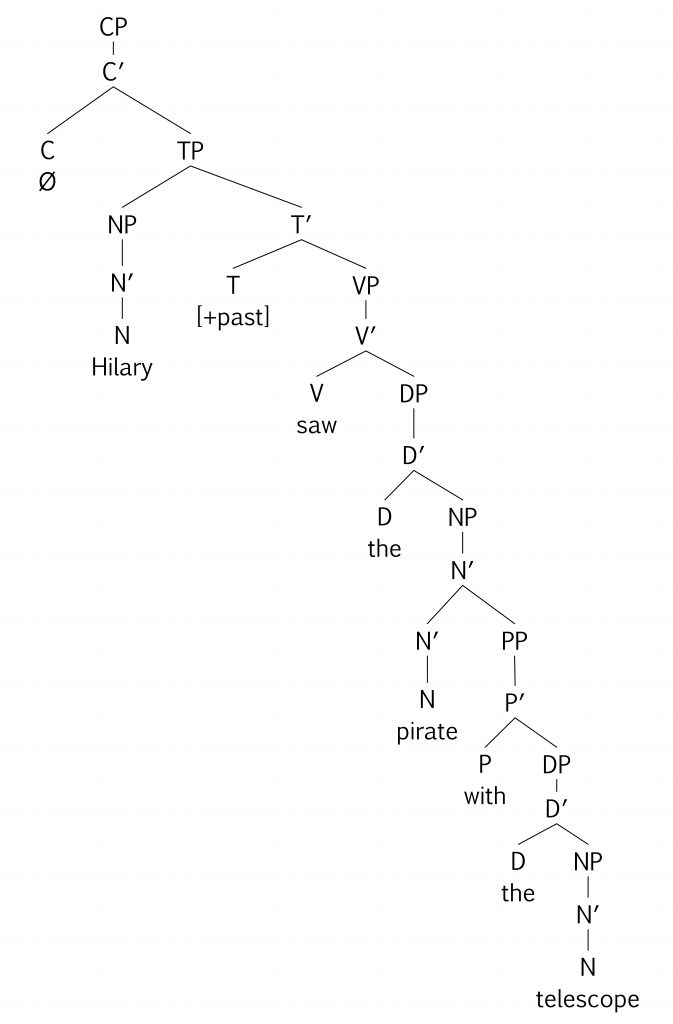 CP
C′
C TP
Ø
NP T′
N′ T VP
[+past]
N V′
Hilary
V DP
saw
D′
D NP
the
N′
N′ PP
N P′
pirate
P DP
with
D′
D NP
the
N′
N
telescope